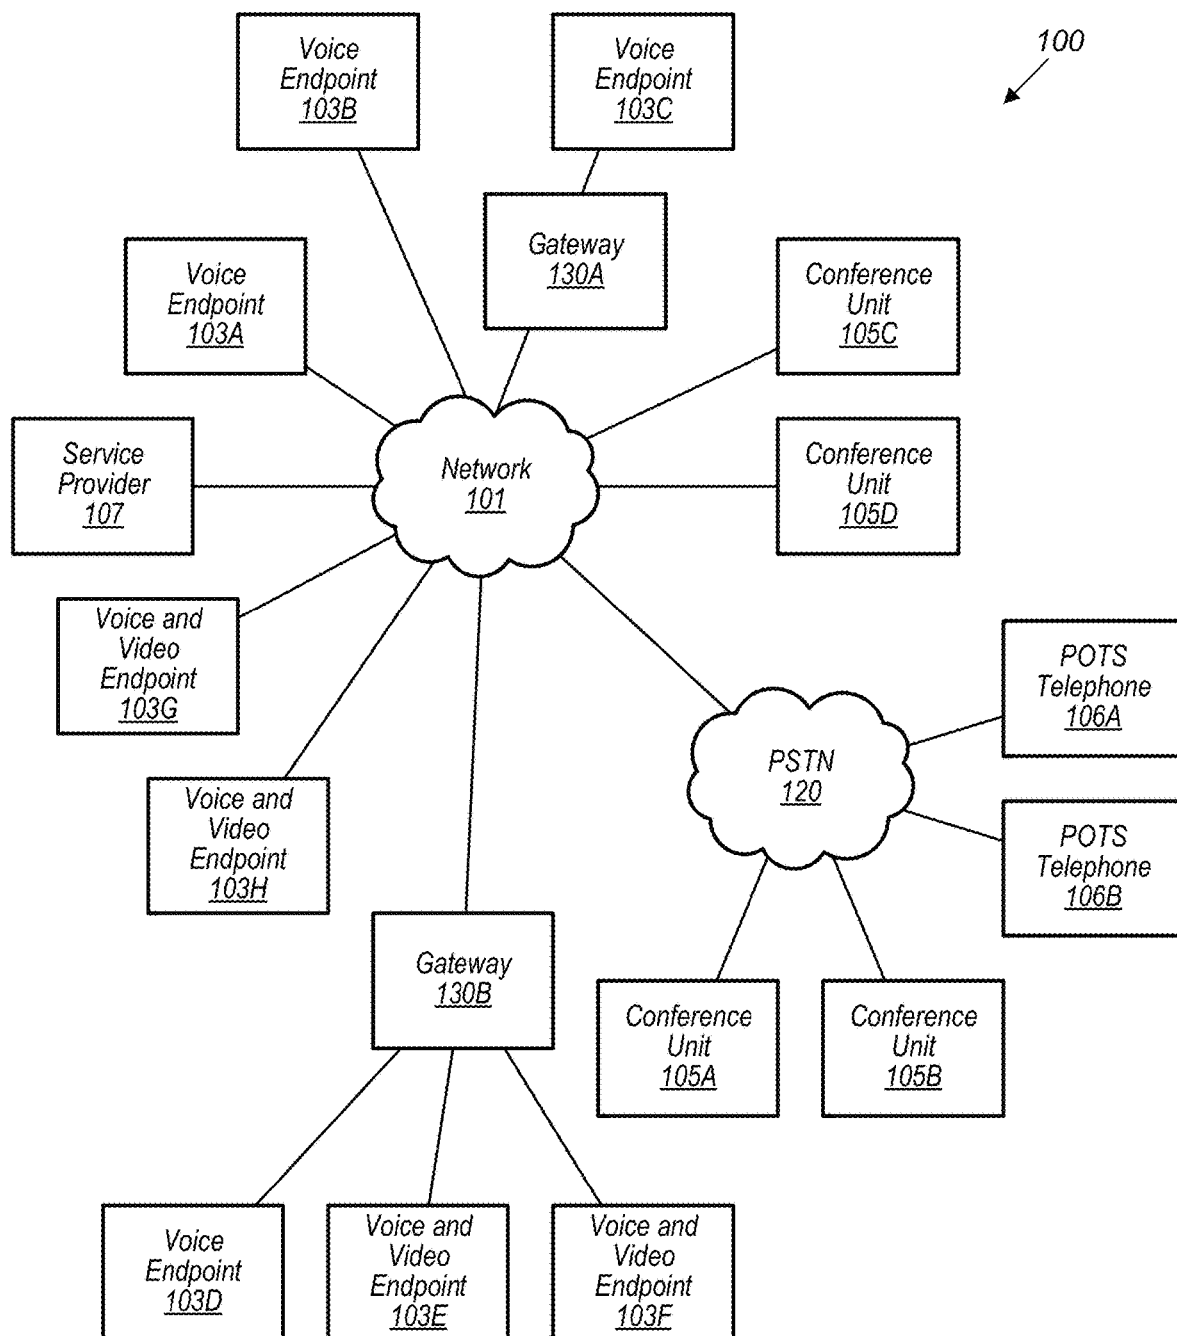 Voice
Endpoint
103B
Voice
Endpoint
103C
100
Gateway
130A
Voice
Endpoint
103A
Conference
Unit
105C
Service
Provider
107
Network
101
Conference
Unit
105D
Voice and
Video
Endpoint
103G
POTS
Telephone
106A
PSTN
120
Voice and
Video
Endpoint
103H
POTS
Telephone
106B
Gateway
130B
Conference
Unit
105A
Conference
Unit
105B
Voice
Endpoint
103D
Voice and
Video
Endpoint
103E
Voice and
Video
Endpoint
103F